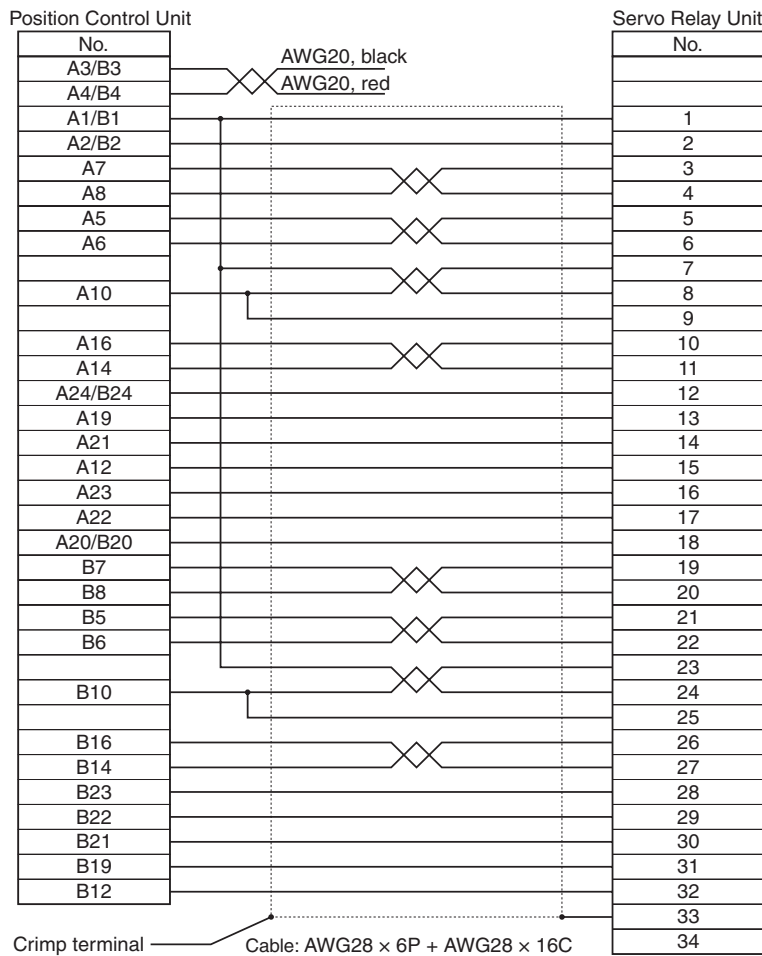 Position Control Unit Servo Relay Unit
No. No.
A3/B3 AWG20, black
A4/B4 AWG20, red
A1/B1 1
A2/B2 2
A7 3
A8 4
A5 5
A6 6
7
A10 8
9
A16 10
A14 11
A24/B24 12
A19 13
A21 14
A12 15
A23 16
A22 17
A20/B20 18
B7 19
B8 20
B5 21
B6 22
23
B10 24
25
B16 26
B14 27
B23 28
B22 29
B21 30
B19 31
B12 32
33
Crimp terminal Cable: AWG28 × 6P + AWG28 × 16C 34